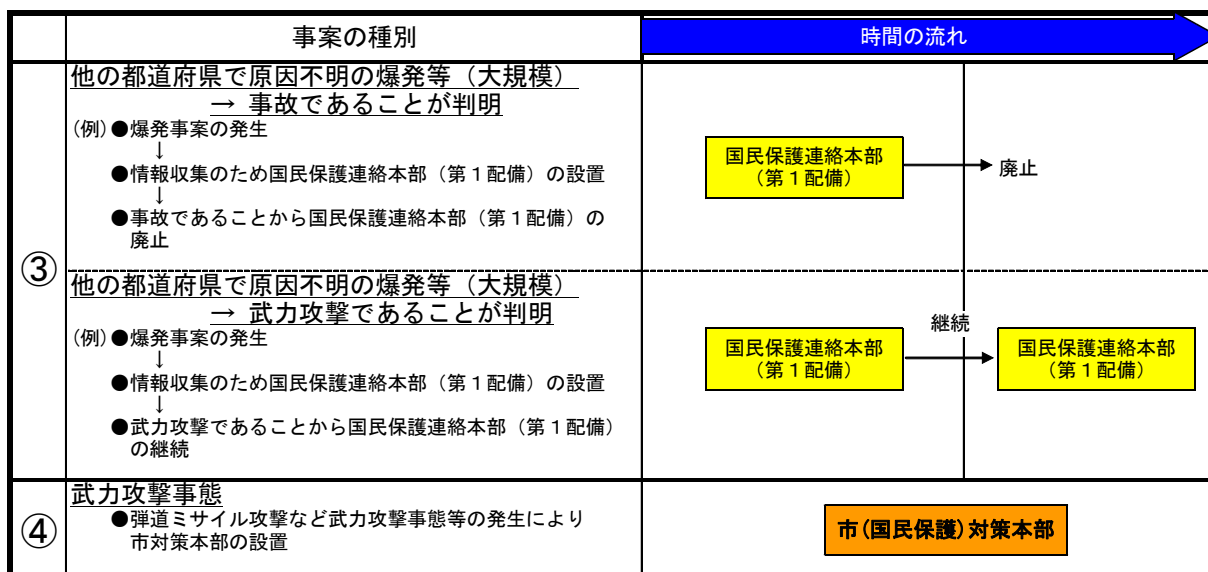 事案の種別
時間の流れ
③
他の都道府県で原因不明の爆発等（大規模）
→ 事故であることが判明
(例)●爆発事案の発生
↓
●情報収集のため国民保護連絡本部（第１配備）の設置
↓
●事故であることから国民保護連絡本部（第１配備）の
廃止
国民保護連絡本部
（第１配備）
廃止
他の都道府県で原因不明の爆発等（大規模）
→ 武力攻撃であることが判明
(例)●爆発事案の発生
↓
●情報収集のため国民保護連絡本部（第１配備）の設置
↓
●武力攻撃であることから国民保護連絡本部（第１配備）
の継続
国民保護連絡本部
（第１配備）
継続
国民保護連絡本部
（第１配備）
④
武力攻撃事態
●弾道ミサイル攻撃など武力攻撃事態等の発生により
市対策本部の設置
市(国民保護)対策本部